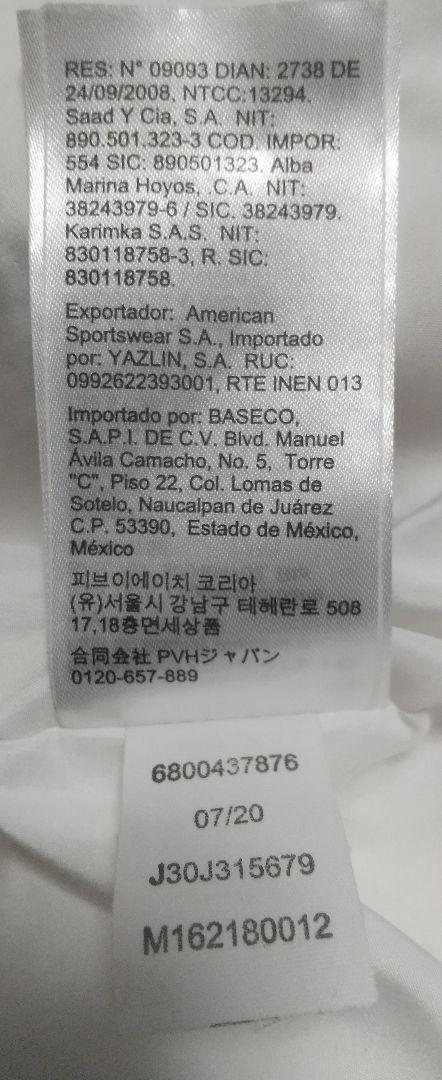 RES: N° 09093 DIAN: 2738 DE
24/09/2008, NTCC:13294.
Saad Y Cia, S.A. NIT:
890.501.323-3 COD. IMPOR:
554 SIC: 890501323. Alba
Marina Hoyos, .C.A. NIT:
38243979-6 / SIC. 38243979.
Karimka S.A.S. NIT:
830118758-3, R. SIC:
830118758.
Exportador: American
Sportswear S.A., Importado
por: YAZLIN, S.A. RUC:
0992622393001, RTE INEN 013
Importado por: BASECO,
S.A.P.I. DE C.V. Blvd. Manuel
Ávila Camacho, No. 5, Torre
"C", Piso 22, Col. Lomas de
Sotelo, Naucalpan de Juárez
C.P. 53390, Estado de México,
México
피브이에이치 코리아
(유)서울시 강남구 테헤란로 508
17,18층면세상품
合同会社 PVHジャパン
0120-657-889
6800437876
07/20
J30J315679
M162180012